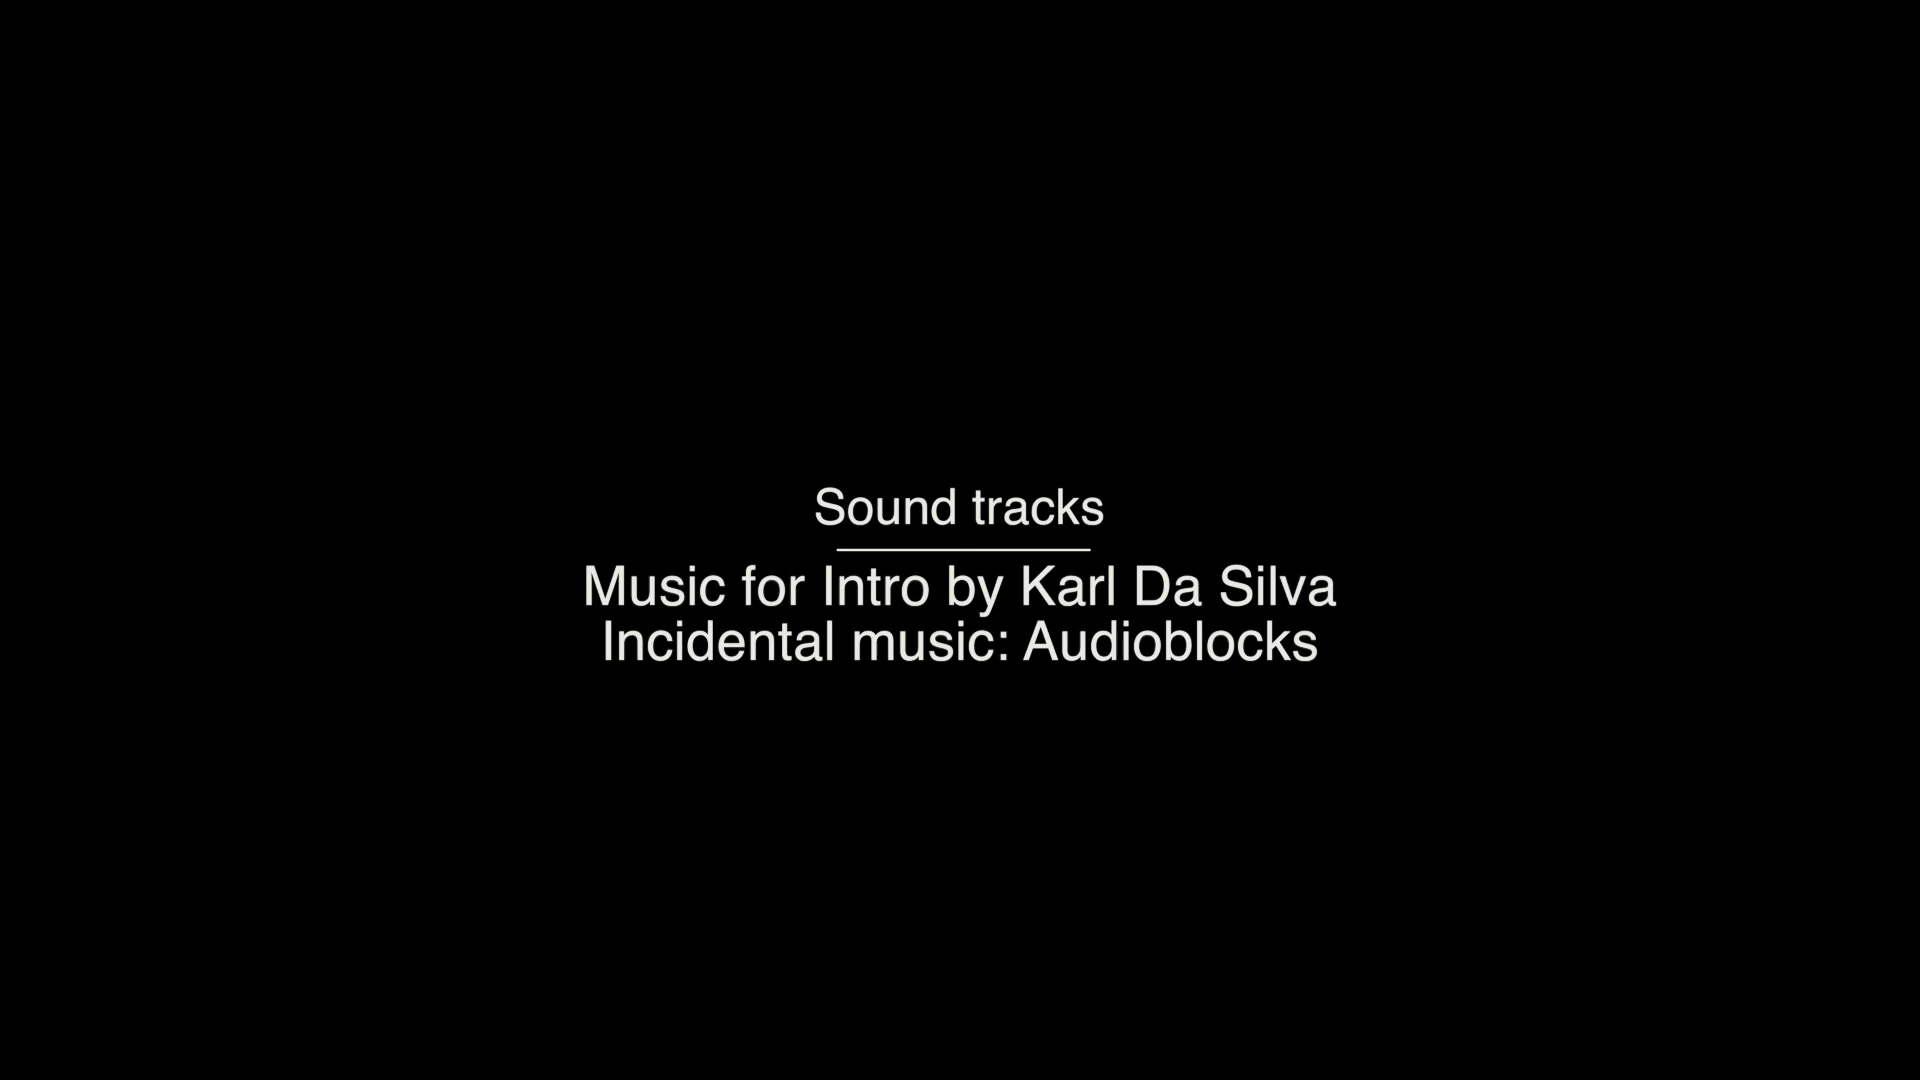 Sound tracks
Music for Intro by Karl Da Silva
Incidental music: Audioblocks